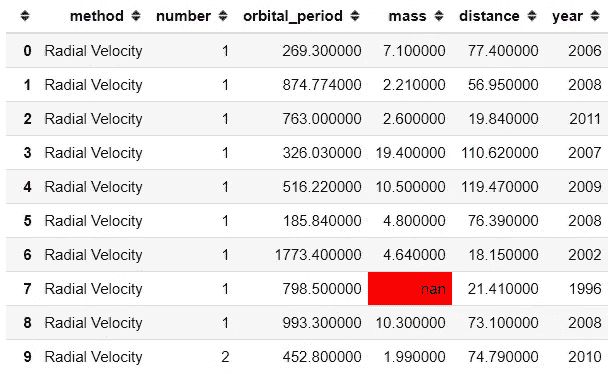 method number orbital_period mass distance year
0 Radial Velocity 1 269.300000 7.100000 77.400000 2006
1 Radial Velocity 1 874.774000 2.210000 56.950000 2008
2 Radial Velocity 1 763.000000 2.600000 19.840000 2011
3 Radial Velocity 1 326.030000 19.400000 110.620000 2007
4 Radial Velocity 1 516.220000 10.500000 119.470000 2009
5 Radial Velocity 1 185.840000 4.800000 76.390000 2008
6 Radial Velocity 1 1773.400000 4.640000 18.150000 2002
7 Radial Velocity 1 798.500000 nan 21.410000 1996
8 Radial Velocity 1 993.300000 10.300000 73.100000 2008
9 Radial Velocity 2 452.800000 1.990000 74.790000 2010